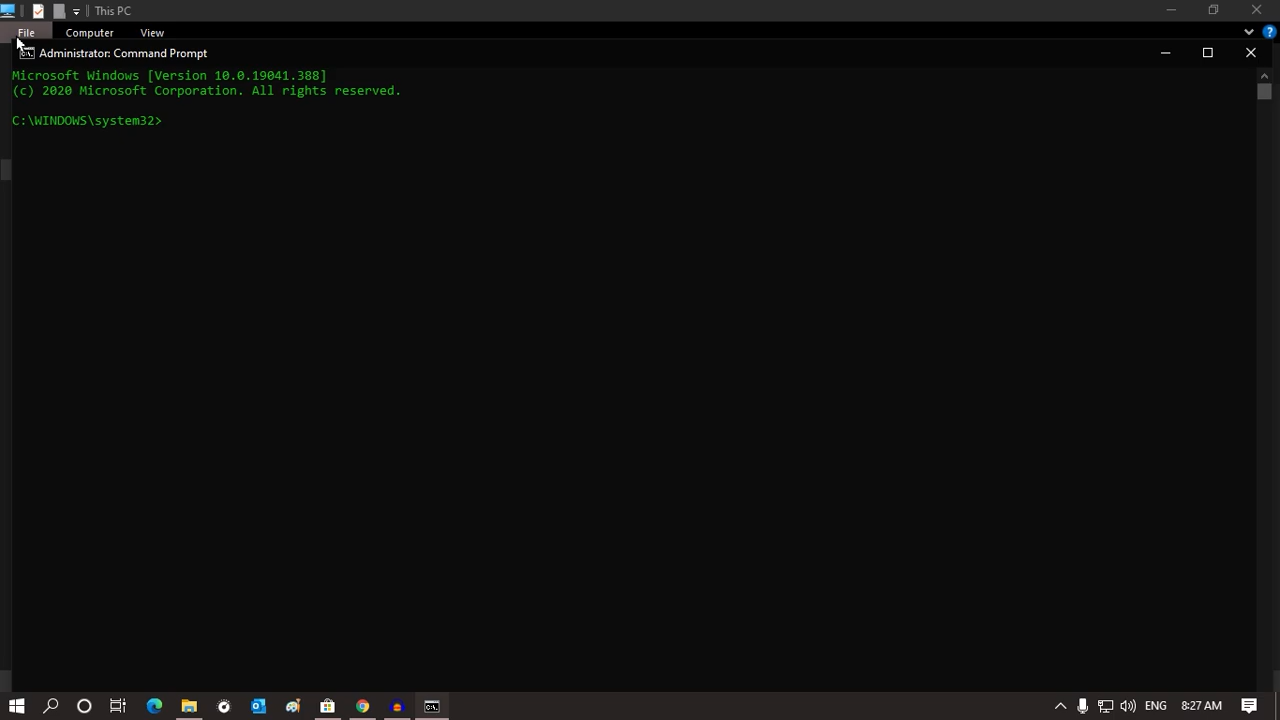 This PC
File Computer View
Administrator: Command Prompt
Microsoft Windows [Version 10.0.19041.388]
(c) 2020 Microsoft Corporation. All rights reserved.
C:\WINDOWS\system32>
ENG 8:27 AM